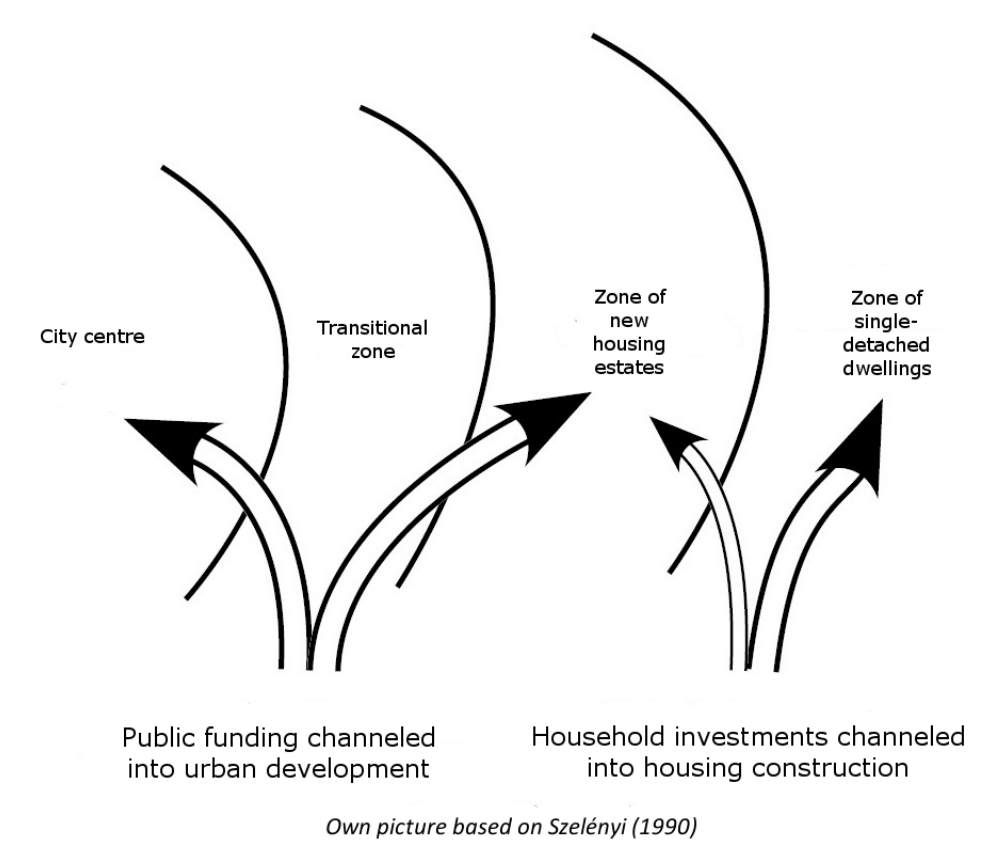 City centre
Transitional
zone
Zone of
new
housing
estates
Zone of
single-
detached
dwellings
Public funding channeled
into urban development
Household investments channeled
into housing construction
Own picture based on Szelényi (1990)